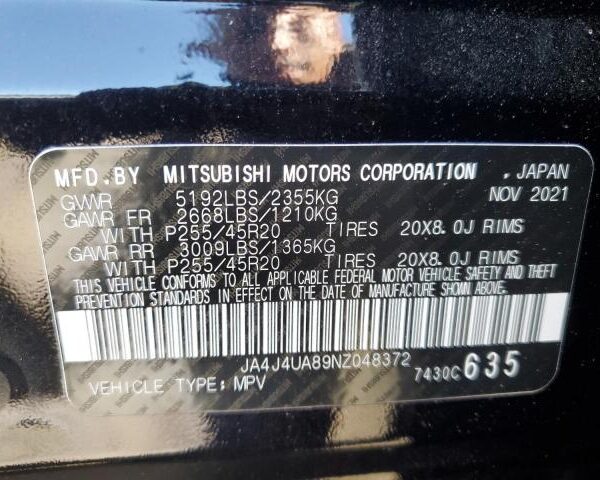 MFD.BY MITSUBISHI MOTORS CORPORATION . JAPAN
GVWR 5192LBS/2355KG NOV 2021
GAWR FR 2668LBS/1210KG
WITH P255/45R20 TIRES 20X8.0J RIMS
GAWR RR 3009LBS/1365KG
WITH P255/45R20 TIRES 20X8.0J RIMS
THIS VEHICLE CONFORMS TO ALL APPLICABLE FEDERAL MOTOR VEHICLE SAFETY AND THEFT
PREVENTION STANDARDS IN EFFECT ON THE DATE OF MANUFACTURE SHOWN ABOVE.
JA4J4UA89NZ048372
7430C 635
VEHICLE TYPE: MPV